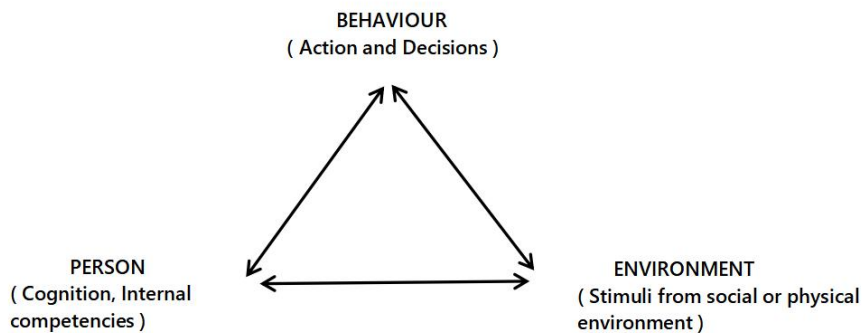 BEHAVIOUR
( Action and Decisions )
PERSON
( Cognition, Internal
competencies )
ENVIRONMENT
( Stimuli from social or physical
environment )